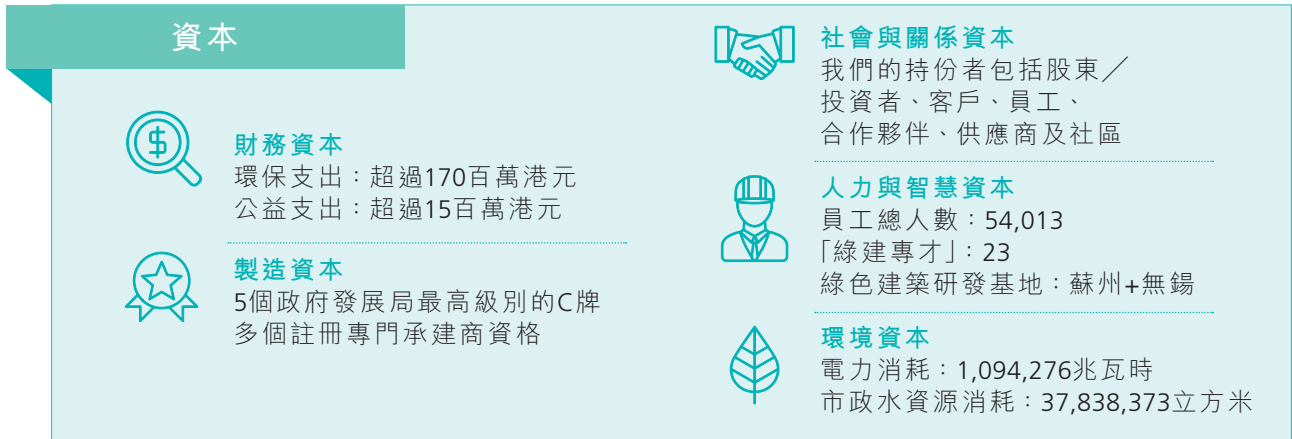 資本
財務資本
環保支出：超過170百萬港元
公益支出：超過15百萬港元
製造資本
5個政府發展局最高級別的C牌
多個註冊專門承建商資格
社會與關係資本
我們的持份者包括股東／
投資者、客戶、員工、
合作夥伴、供應商及社區
人力與智慧資本
員工總人數：54,013
「綠建專才」：23
綠色建築研發基地：蘇州+無錫
環境資本
電力消耗：1,094,276兆瓦時
市政水資源消耗：37,838,373立方米